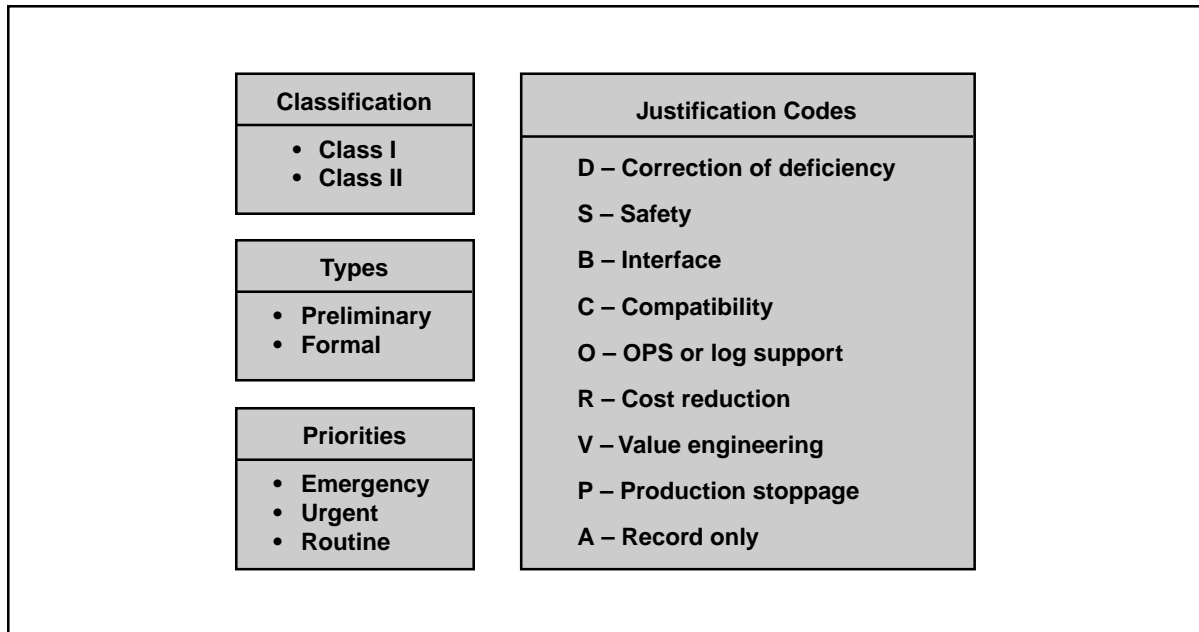 Classification
• Class I
• Class II
Types
• Preliminary
• Formal
Priorities
• Emergency
• Urgent
• Routine
Justification Codes
D – Correction of deficiency
S – Safety
B – Interface
C – Compatibility
O – OPS or log support
R – Cost reduction
V – Value engineering
P – Production stoppage
A – Record only